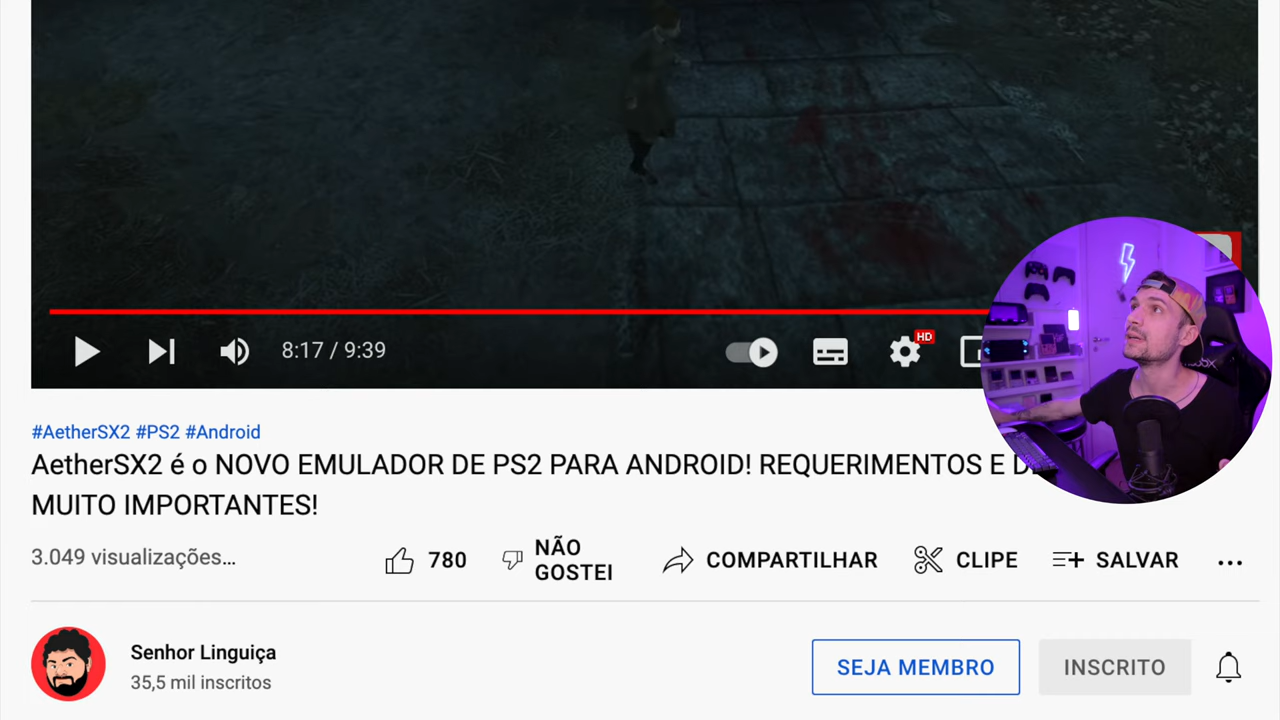 8:17 / 9:39
HD
#AetherSX2 #PS2 #Android
AetherSX2 é o NOVO EMULADOR DE PS2 PARA ANDROID! REQUERIMENTOS E
MUITO IMPORTANTES!
3.049 visualizações...
780
NÃO
GOSTEI
COMPARTILHAR
CLIPE
SALVAR
Senhor Linguiça
35,5 mil inscritos
SEJA MEMBRO
INSCRITO